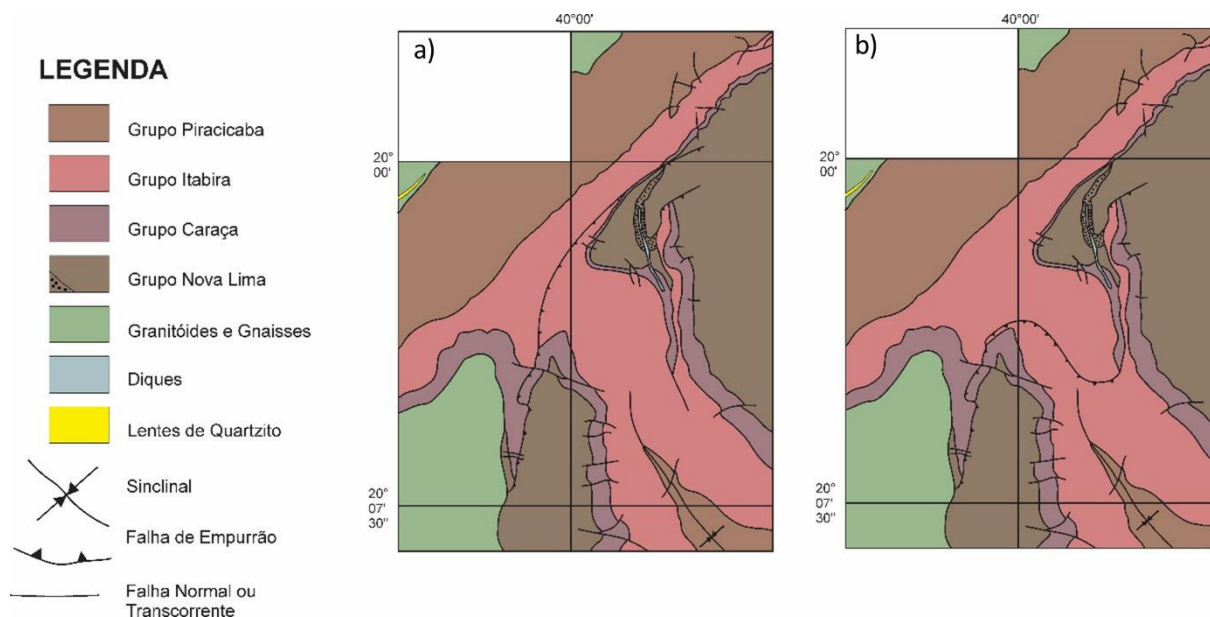 LEGENDA
Grupo Piracicaba
Grupo Itabira
Grupo Caraça
Grupo Nova Lima
Granitóides e Gnaisses
Diques
Lentes de Quartzito
Sinclinal
Falha de Empurrão
Falha Normal ou
Transcorrente
a)
40°00'
20°
00'
20°
07'
30"
b)
40°00'
20°
00'
20°
07'
30"